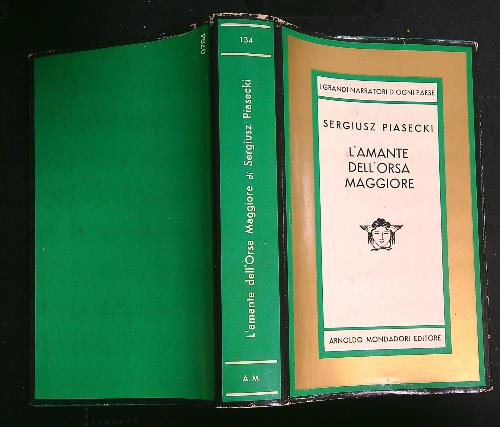 0784
134
L'amante dell'Orsa Maggiore di Sergiusz Piasecki
A. M.
I GRANDI NARRATORI D'OGNI PAESE
SERGIUSZ PIASECKI
L'AMANTE
DELL'ORSA
MAGGIORE
ARNOLDO MONDADORI EDITORE